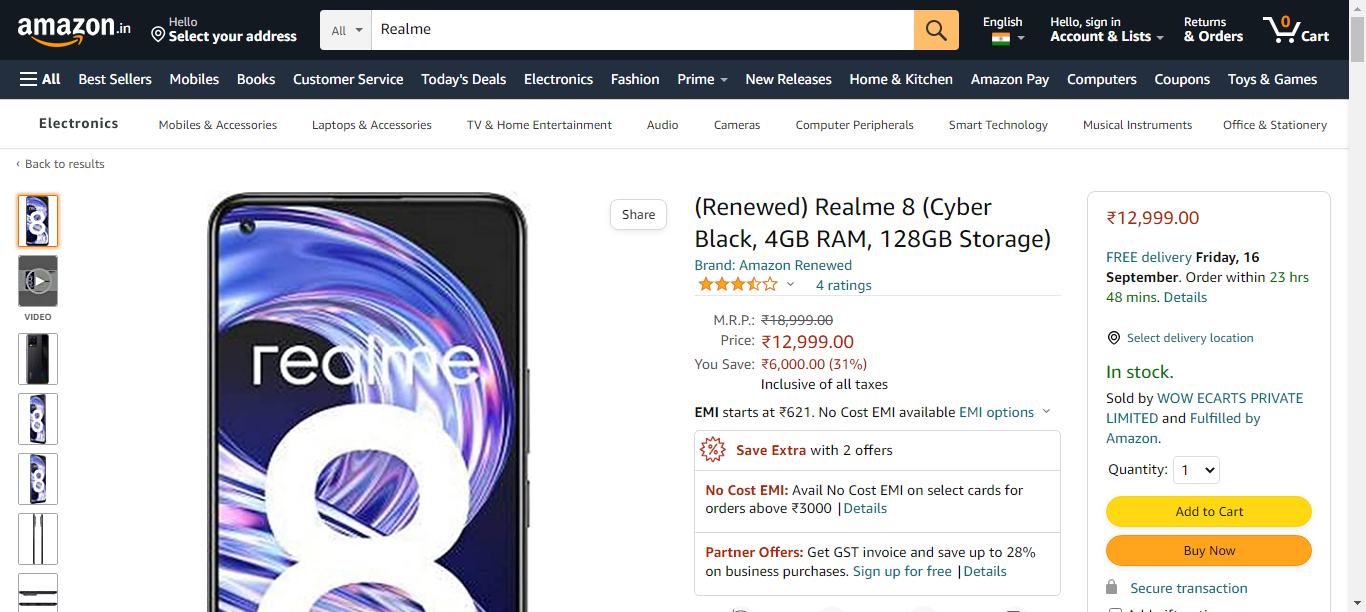 amazon.in
Hello
Select your address
All
Realme
English
Hello, sign in
Account & Lists
Returns
& Orders
0
Cart
All Best Sellers Mobiles Books Customer Service Today's Deals Electronics Fashion Prime New Releases Home & Kitchen Amazon Pay Computers Coupons Toys & Games
Electronics Mobiles & Accessories Laptops & Accessories TV & Home Entertainment Audio Cameras Computer Peripherals Smart Technology Musical Instruments Office & Stationery
‹ Back to results
VIDEO
realme
8
Share
(Renewed) Realme 8 (Cyber
Black, 4GB RAM, 128GB Storage)
Brand: Amazon Renewed
4 ratings
M.R.P.: ₹18,999.00
Price: ₹12,999.00
You Save: ₹6,000.00 (31%)
Inclusive of all taxes
EMI starts at ₹621. No Cost EMI available EMI options
Save Extra with 2 offers
No Cost EMI: Avail No Cost EMI on select cards for
orders above ₹3000 | Details
Partner Offers: Get GST invoice and save up to 28%
on business purchases. Sign up for free | Details
₹12,999.00
FREE delivery Friday, 16
September. Order within 23 hrs
48 mins. Details
Select delivery location
In stock.
Sold by WOW ECARTS PRIVATE
LIMITED and Fulfilled by
Amazon.
Quantity: 1
Add to Cart
Buy Now
Secure transaction